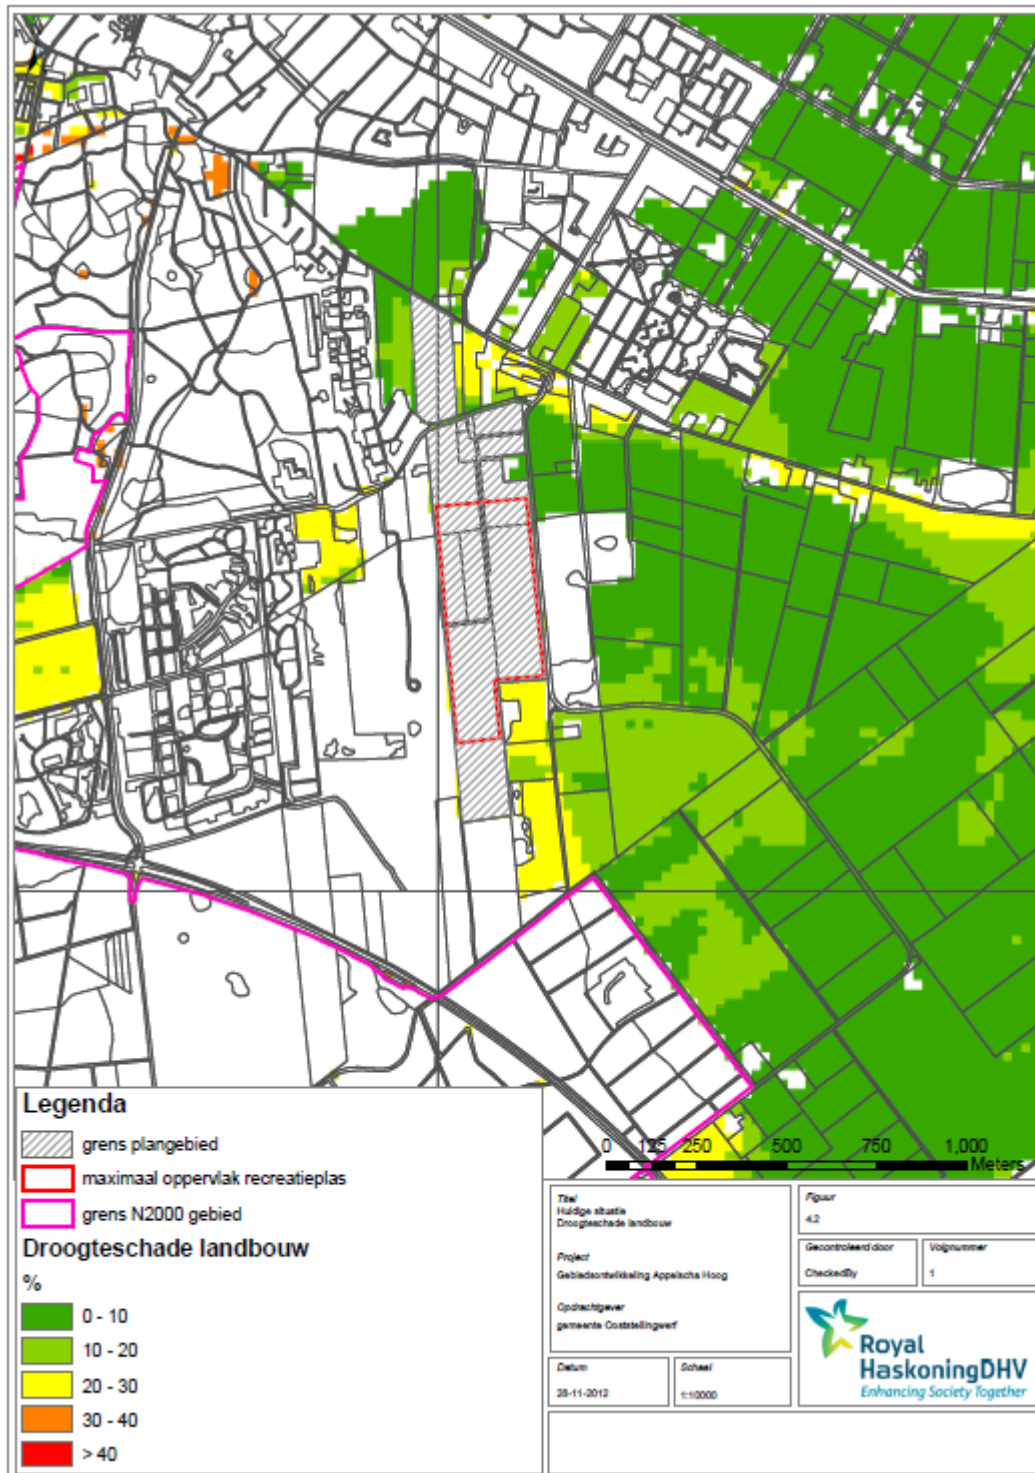 0 125 250 500 750 1,000
Meters
Legenda
grens plangebied
maximaal oppervlak recreatieplas
grens N2000 gebied
Droogteschade landbouw
%
0 - 10
10 - 20
20 - 30
30 - 40
> 40
Titel
Huidige situatie
Droogteschade landbouw
Project
Gebiedsontwikkeling Appelscha Hoog
Opdrachtgever
gemeente Ooststellingwerf
Datum
28-11-2012
Schaal
1:10000
Figuur
4.2
Gecontroleerd door
CheckedBy
Volgnummer
1
Royal
HaskoningDHV
Enhancing Society Together